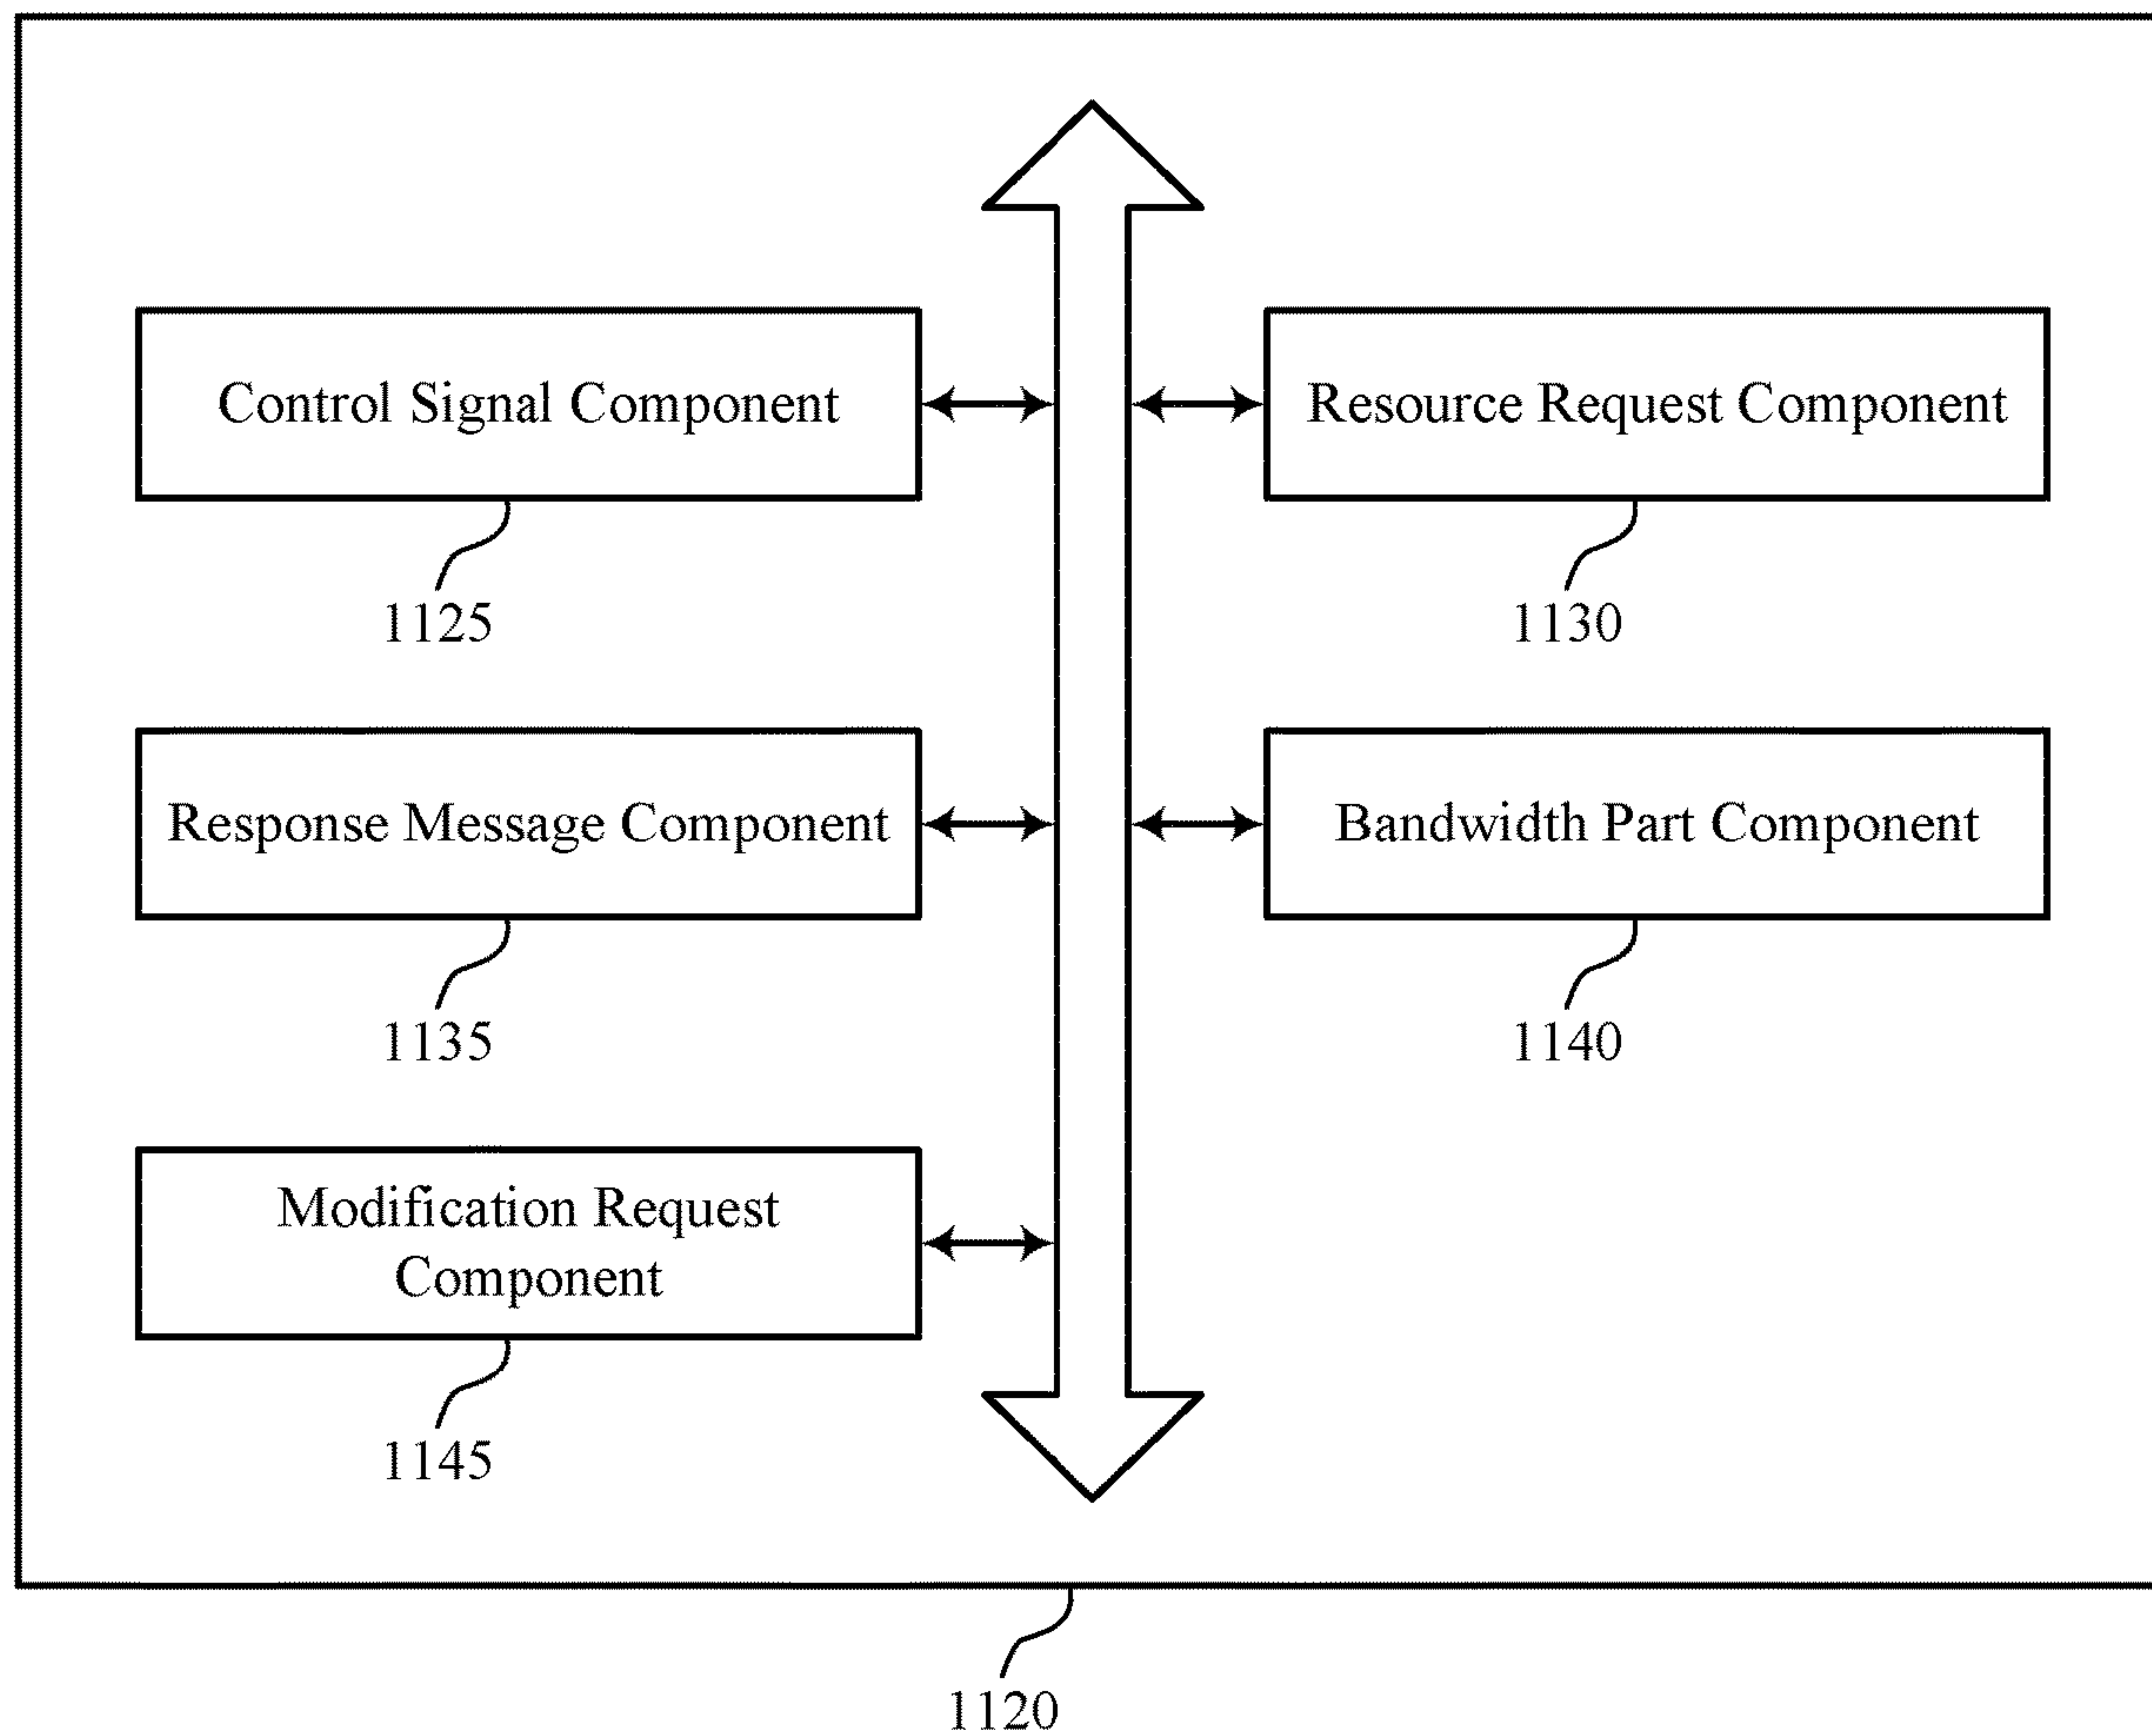 Control Signal Component
Resource Request Component
1125
1130
Response Message Component
Bandwidth Part Component
1135
1140
Modification Request
Component
1145
1120